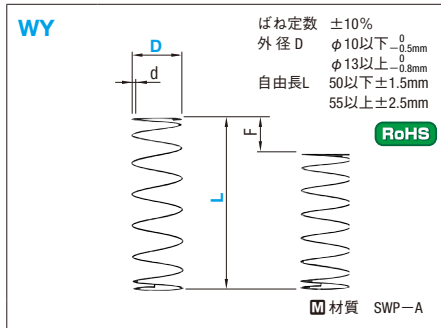 WY
ばね定数 ±10%
外径D φ10以下 0 −0.5mm
φ13以上 0 −0.8mm
自由長L 50以下±1.5mm
55以上±2.5mm
RoHS
D
d
F
L
M 材質 SWP−A